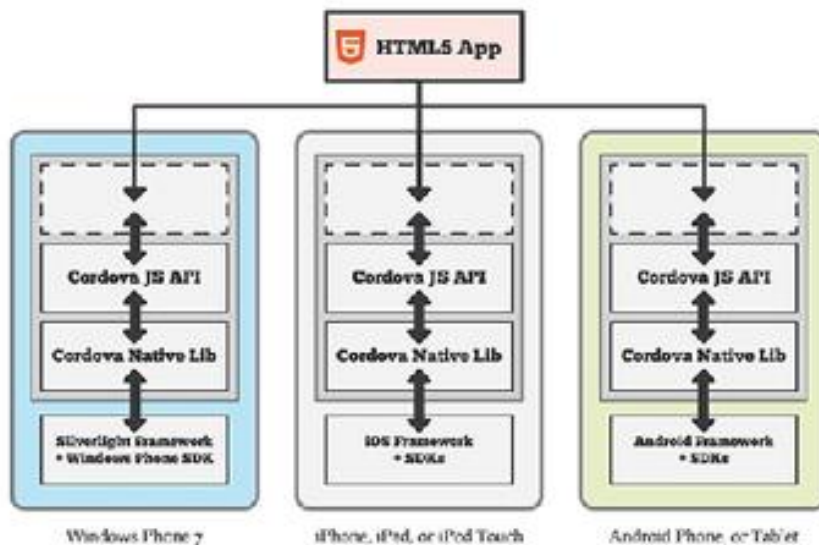 HTML5 App
Cordova JS API
Cordova Native Lib
Silverlight Framework
+ Windows Phone SDK
Windows Phone 7
Cordova JS API
Cordova Native Lib
iOS Framework
+ SDKs
iPhone, iPad, or iPod Touch
Cordova JS API
Cordova Native Lib
Android Framework
+ SDKs
Android Phone, or Tablet